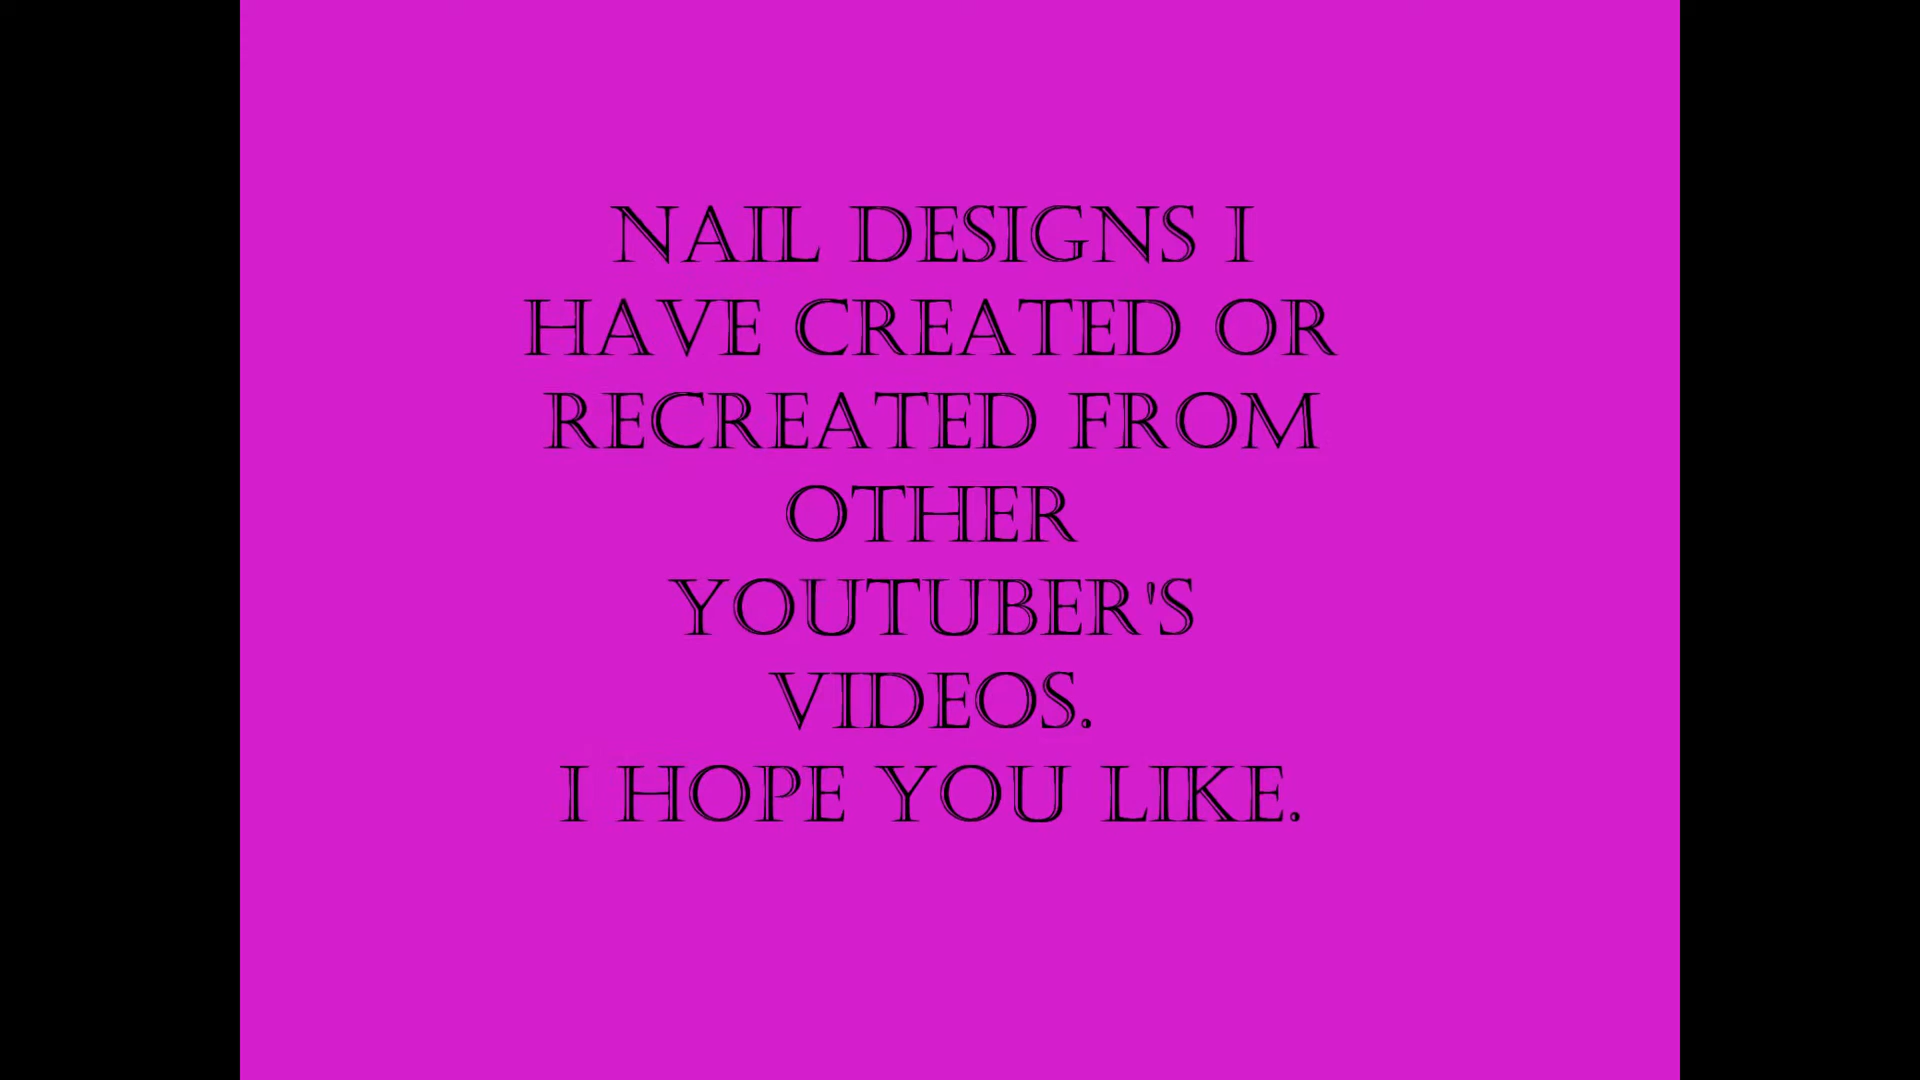 NAIL DESIGNS I
HAVE CREATED OR
RECREATED FROM
OTHER
YOUTUBER'S
VIDEOS.
I HOPE YOU LIKE.